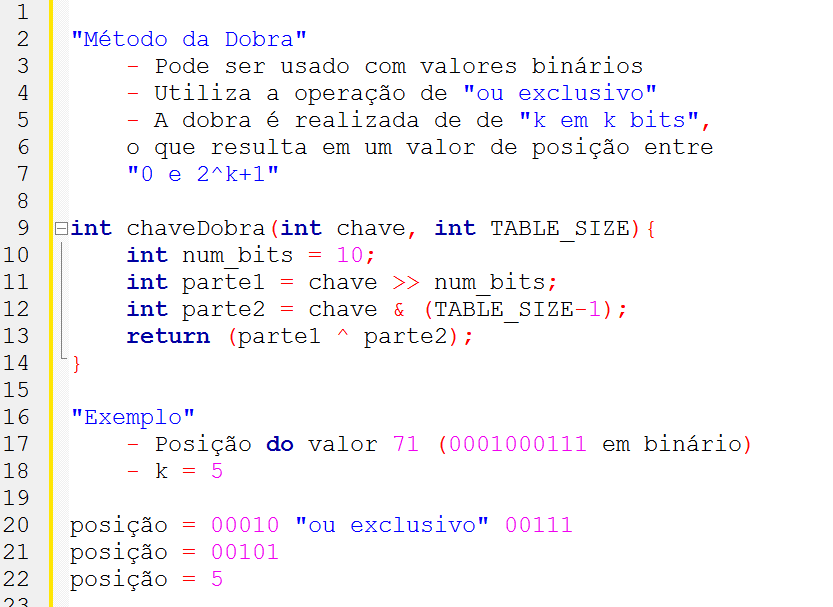 1
2 "Método da Dobra"
3 - Pode ser usado com valores binários
4 - Utiliza a operação de "ou exclusivo"
5 - A dobra é realizada de de "k em k bits",
6 o que resulta em um valor de posição entre
7 "0 e 2^k+1"
8
9 int chaveDobra(int chave, int TABLE_SIZE){
10 int num_bits = 10;
11 int parte1 = chave >> num_bits;
12 int parte2 = chave & (TABLE_SIZE-1);
13 return (parte1 ^ parte2);
14 }
15
16 "Exemplo"
17 - Posição do valor 71 (0001000111 em binário)
18 - k = 5
19
20 posição = 00010 "ou exclusivo" 00111
21 posição = 00101
22 posição = 5
23